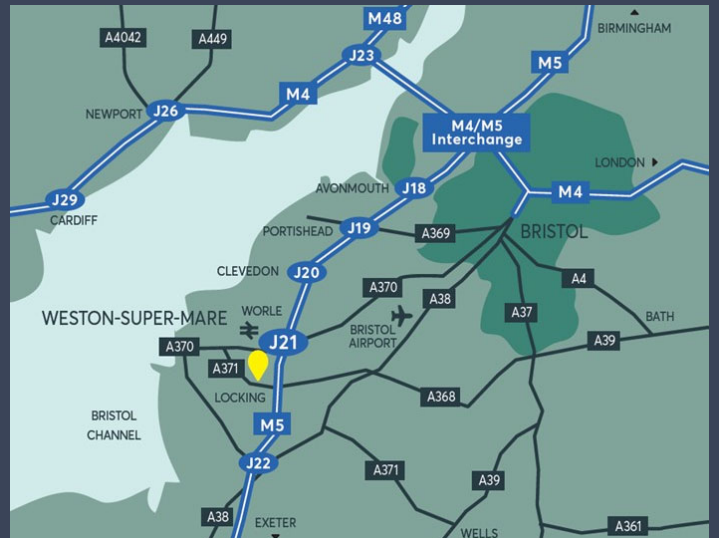 M48
BIRMINGHAM
A4042
A449
J23
M5
M4
NEWPORT
J26
M4/M5
Interchange
LONDON
AVONMOUTH
J18
M4
J29
CARDIFF
PORTISHEAD
J19
A369
BRISTOL
CLEVEDON
J20
A370
A38
A4
WESTON-SUPER-MARE
WORLE
BRISTOL
AIRPORT
A37
BATH
A370
J21
A39
A371
LOCKING
A368
BRISTOL
CHANNEL
M5
J22
A371
A39
A38
EXETER
WELLS
A361